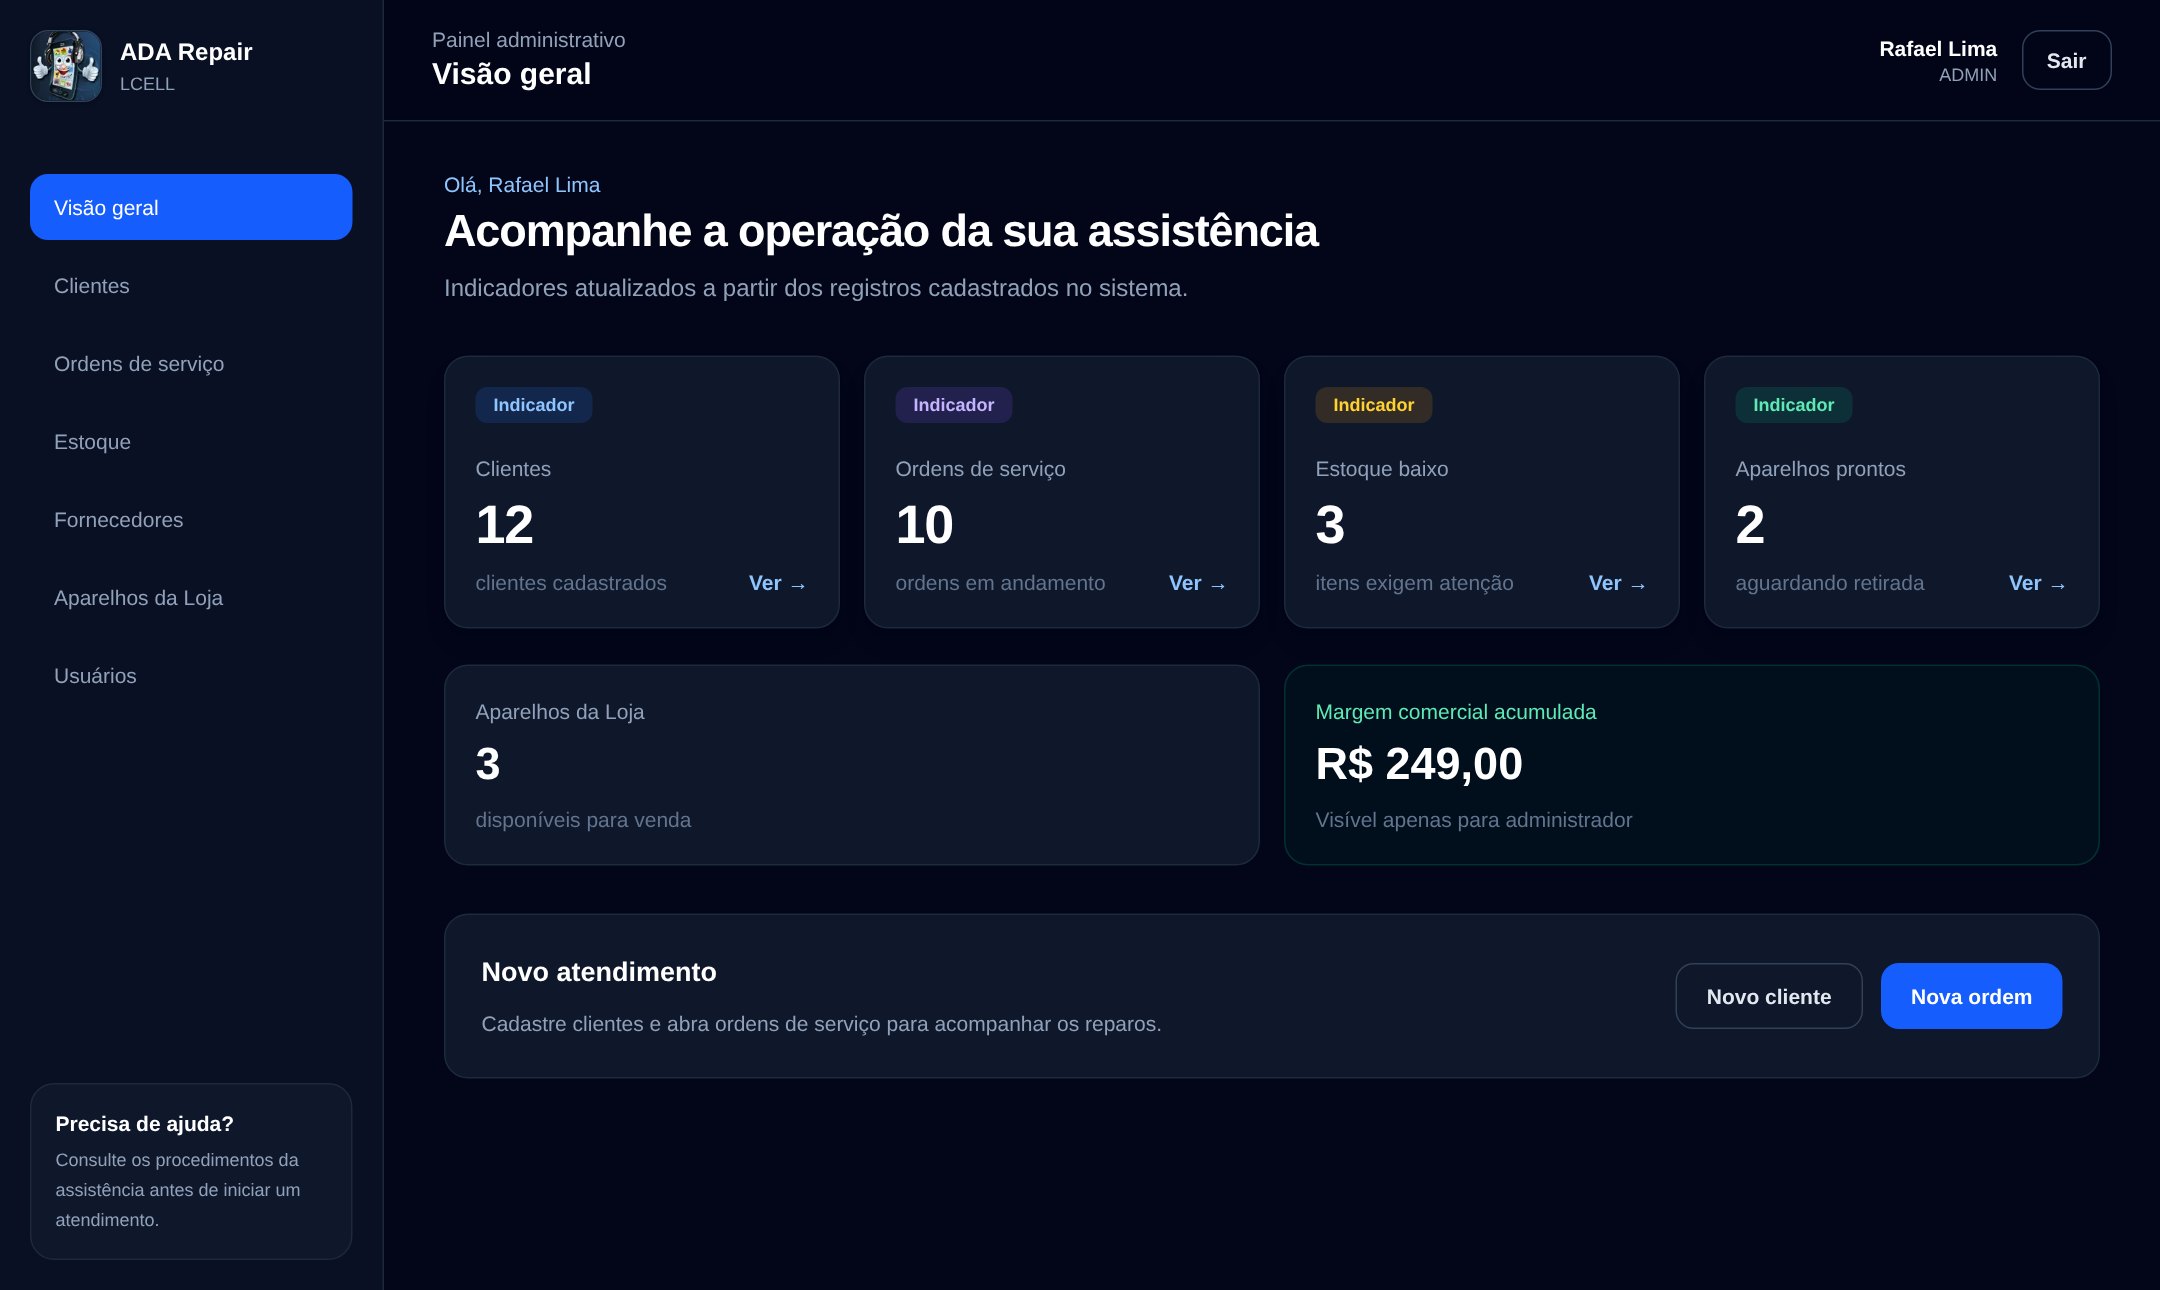 ADA Repair
LCELL
Visão geral
Clientes
Ordens de serviço
Estoque
Fornecedores
Aparelhos da Loja
Usuários
Precisa de ajuda?
Consulte os procedimentos da
assistência antes de iniciar um
atendimento.
Painel administrativo
Visão geral
Rafael Lima
ADMIN
Sair
Olá, Rafael Lima
Acompanhe a operação da sua assistência
Indicadores atualizados a partir dos registros cadastrados no sistema.
Indicador
Clientes
12
clientes cadastrados
Ver →
Indicador
Ordens de serviço
10
ordens em andamento
Ver →
Indicador
Estoque baixo
3
itens exigem atenção
Ver →
Indicador
Aparelhos prontos
2
aguardando retirada
Ver →
Aparelhos da Loja
3
disponíveis para venda
Margem comercial acumulada
R$ 249,00
Visível apenas para administrador
Novo atendimento
Cadastre clientes e abra ordens de serviço para acompanhar os reparos.
Novo cliente
Nova ordem